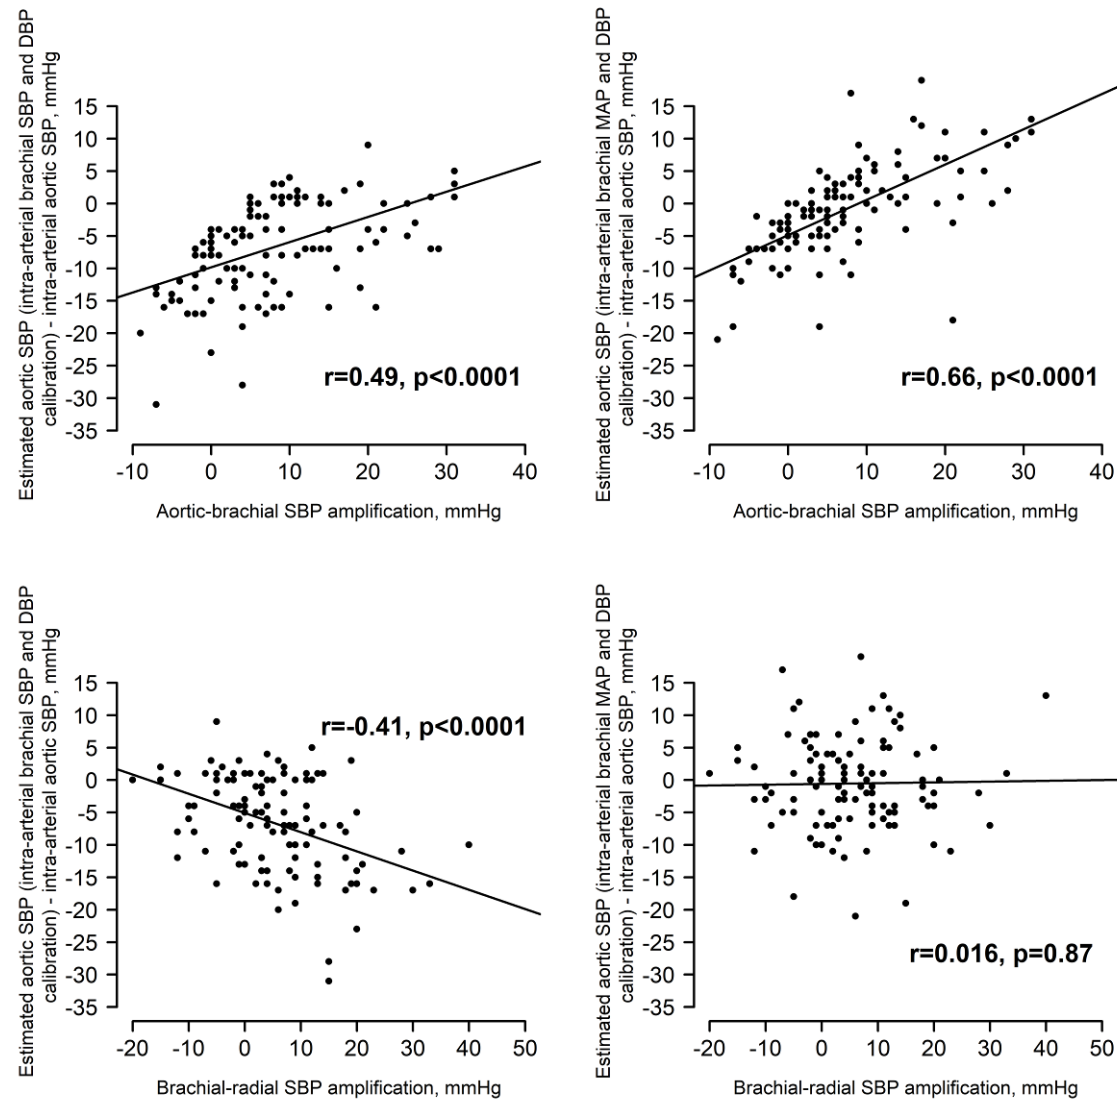 Estimated aortic SBP (intra-arterial brachial SBP and DBP
calibration) - intra-arterial aortic SBP, mmHg
15
10
5
0
-5
-10
-15
-20
-25
-30
-35
r=0.49, p<0.0001
-10 0 10 20 30 40
Aortic-brachial SBP amplification, mmHg
Estimated aortic SBP (intra-arterial brachial MAP and DBP
calibration) - intra-arterial aortic SBP, mmHg
15
10
5
0
-5
-10
-15
-20
-25
-30
-35
r=0.66, p<0.0001
-10 0 10 20 30 40
Aortic-brachial SBP amplification, mmHg
Estimated aortic SBP (intra-arterial brachial SBP and DBP
calibration) - intra-arterial aortic SBP, mmHg
15
10
5
0
-5
-10
-15
-20
-25
-30
-35
r=-0.41, p<0.0001
-20 -10 0 10 20 30 40 50
Brachial-radial SBP amplification, mmHg
Estimated aortic SBP (intra-arterial brachial MAP and DBP
calibration) - intra-arterial aortic SBP, mmHg
15
10
5
0
-5
-10
-15
-20
-25
-30
-35
r=0.016, p=0.87
-20 -10 0 10 20 30 40 50
Brachial-radial SBP amplification, mmHg